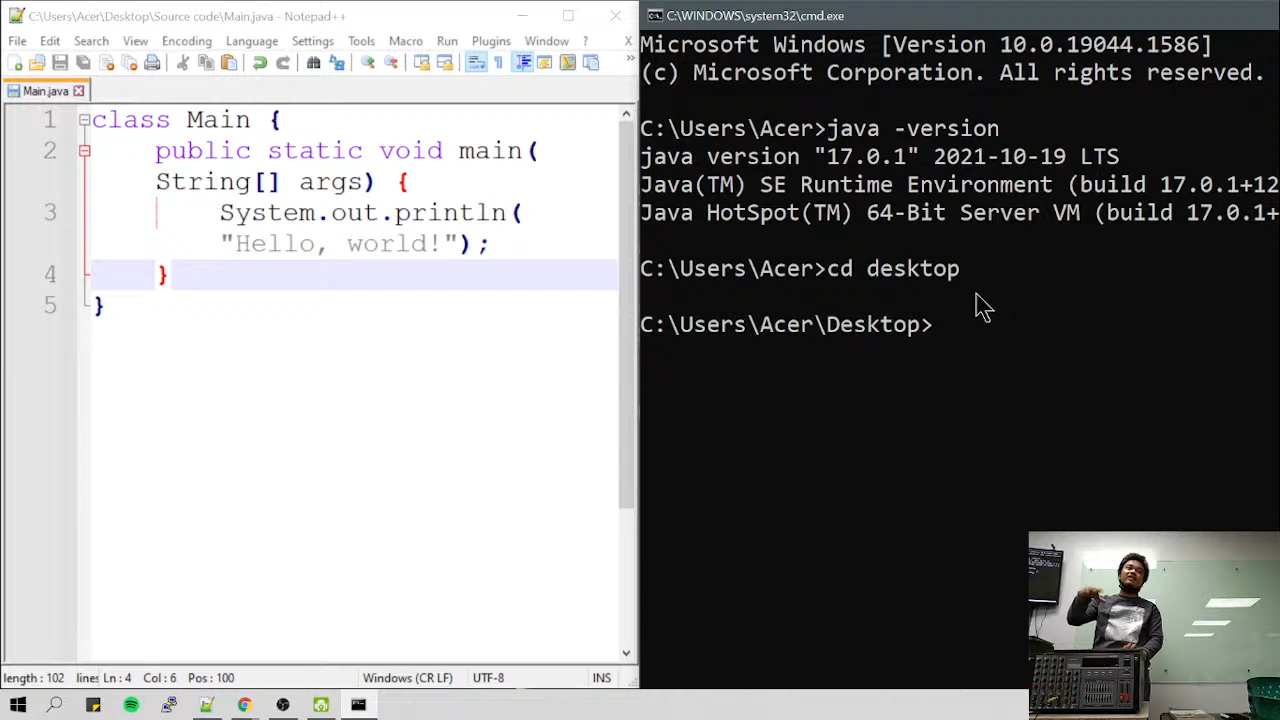 C:\Users\Acer\Desktop\Source code\Main.java - Notepad++
File Edit Search View Encoding Language Settings Tools Macro Run Plugins Window ? X
Main.java
1 class Main {
2 public static void main(
String[] args) {
3 System.out.println(
"Hello, world!");
4 }
5 }
length : 102 lines Ln : 4 Col : 6 Pos : 100 Windows (CR LF) UTF-8 INS
C:\WINDOWS\system32\cmd.exe
Microsoft Windows [Version 10.0.19044.1586]
(c) Microsoft Corporation. All rights reserved.
C:\Users\Acer>java -version
java version "17.0.1" 2021-10-19 LTS
Java(TM) SE Runtime Environment (build 17.0.1+12
Java HotSpot(TM) 64-Bit Server VM (build 17.0.1+
C:\Users\Acer>cd desktop
C:\Users\Acer\Desktop>